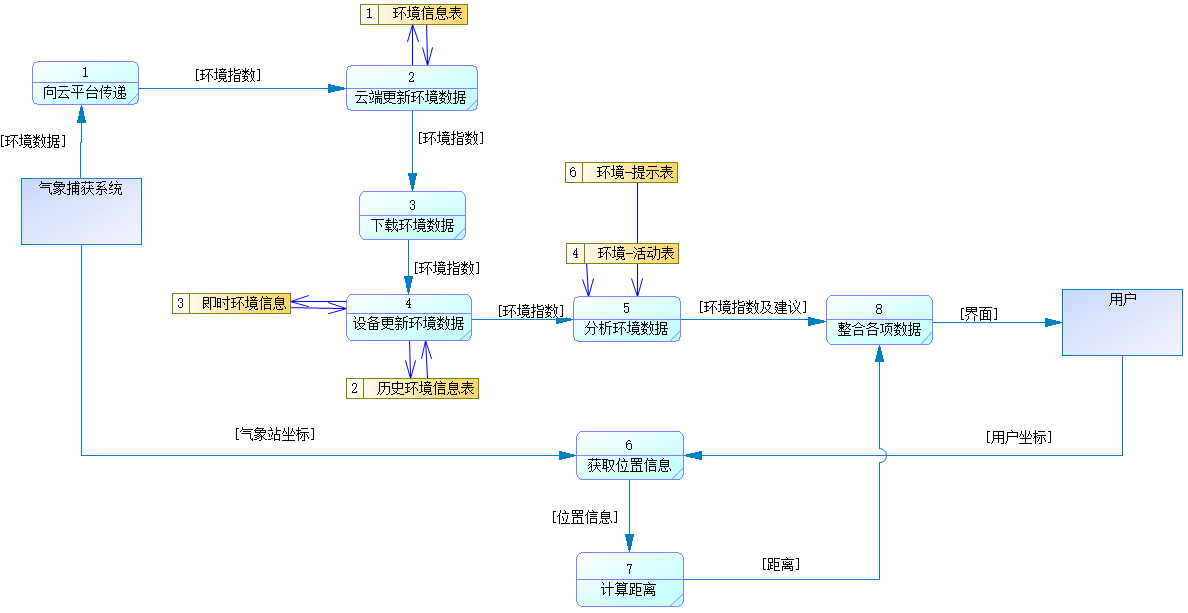 1 环境信息表
1
向云平台传递
[环境指数]
2
云端更新环境数据
[环境数据]
[环境指数]
气象捕获系统
6 环境-提示表
3
下载环境数据
4 环境-活动表
[环境指数]
3 即时环境信息
4
设备更新环境数据
[环境指数]
5
分析环境数据
[环境指数及建议]
8
整合各项数据
[界面]
用户
2 历史环境信息表
[气象站坐标]
6
获取位置信息
[用户坐标]
[位置信息]
7
计算距离
[距离]